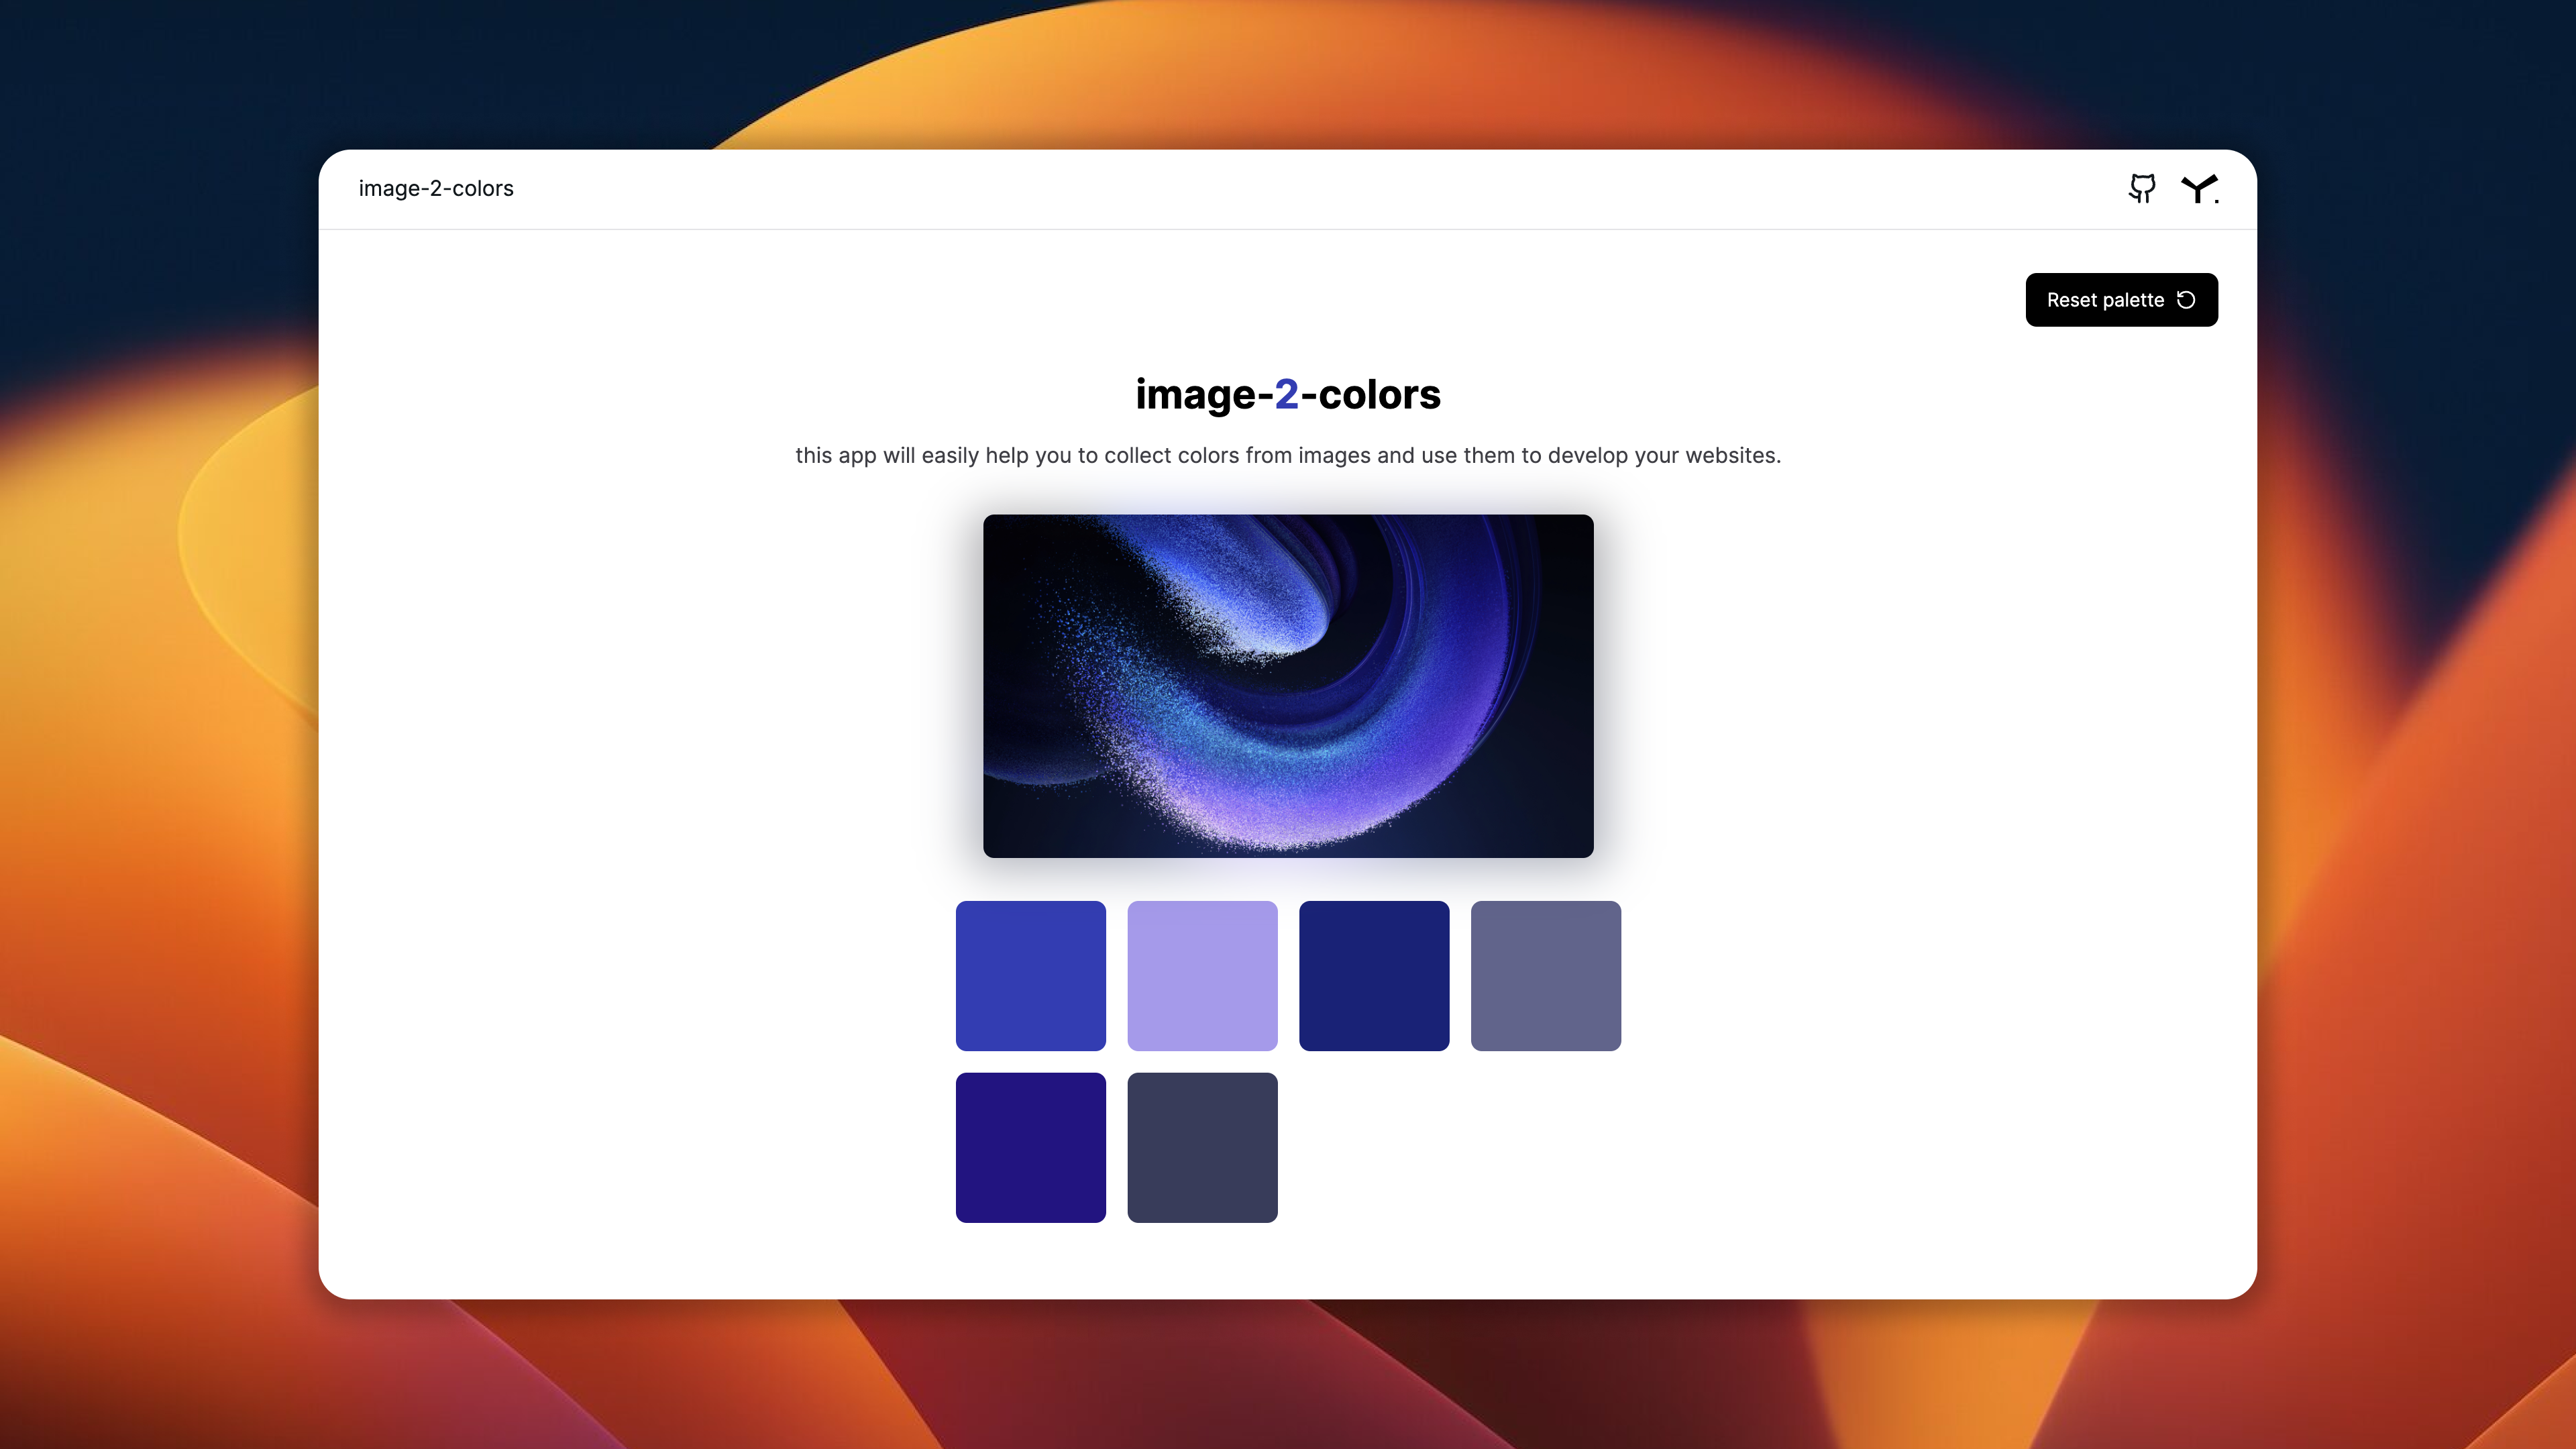 image-2-colors
Reset palette
image-2-colors
this app will easily help you to collect colors from images and use them to develop your websites.